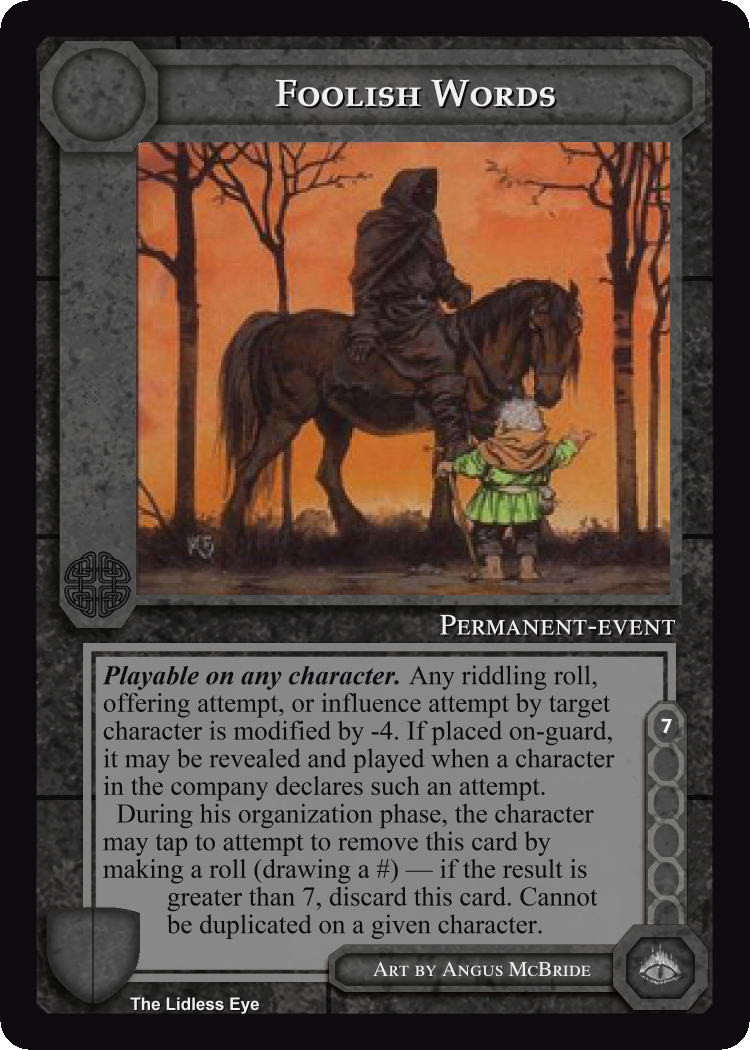 Foolish Words
Permanent-event
Playable on any character. Any riddling roll,
offering attempt, or influence attempt by target
character is modified by -4. If placed on-guard,
it may be revealed and played when a character
in the company declares such an attempt.
During his organization phase, the character
may tap to attempt to remove this card by
making a roll (drawing a #) — if the result is
greater than 7, discard this card. Cannot
be duplicated on a given character.
7
Art by Angus McBride
The Lidless Eye